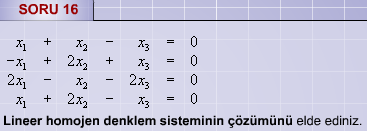 SORU 16
x₁ + x₂ − x₃ = 0
−x₁ + 2x₂ + x₃ = 0
2x₁ − x₂ − 2x₃ = 0
x₁ + 2x₂ − x₃ = 0
Lineer homojen denklem sisteminin çözümünü elde ediniz.